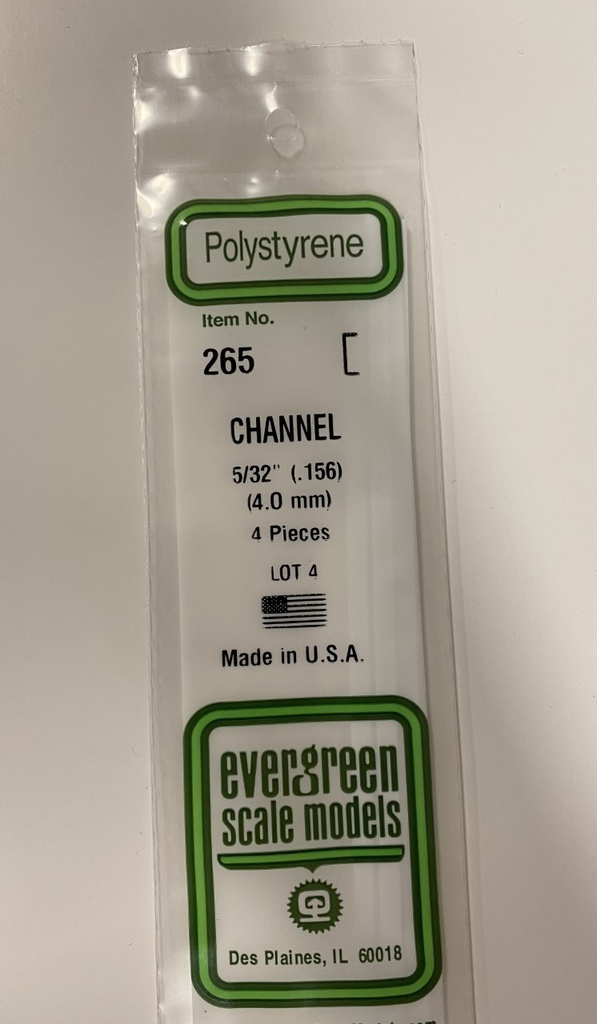 Polystyrene
Item No.
265
CHANNEL
5/32" (.156)
(4.0 mm)
4 Pieces
LOT 4
Made in U.S.A.
evergreen
scale models
Des Plaines, IL 60018